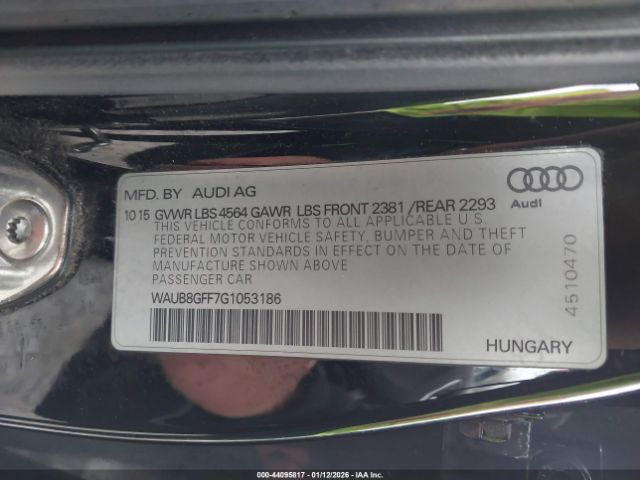 MFD. BY AUDI AG
10 15 GVWR LBS 4564 GAWR LBS FRONT 2381 /REAR 2293
THIS VEHICLE CONFORMS TO ALL APPLICABLE U.S.
FEDERAL MOTOR VEHICLE SAFETY, BUMPER AND THEFT
PREVENTION STANDARDS IN EFFECT ON THE DATE OF
MANUFACTURE SHOWN ABOVE
PASSENGER CAR
WAUB8GFF7G1053186
Audi
4510470
HUNGARY
000-44095817 - 01/12/2026 - IAA Inc.